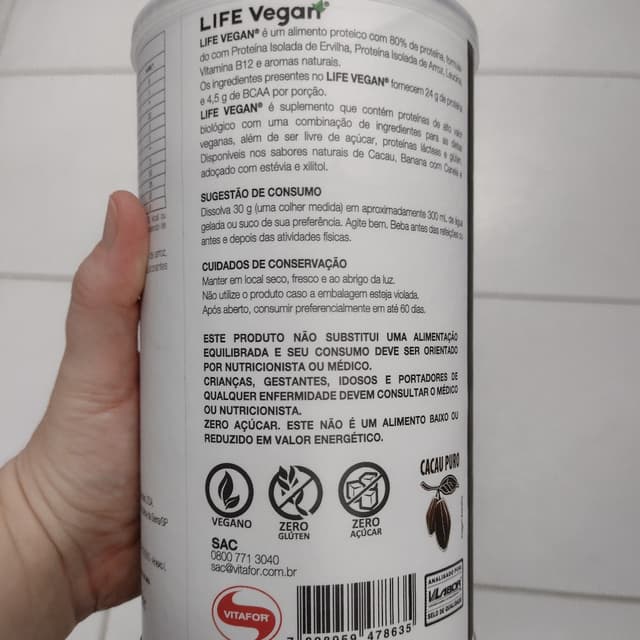 LIFE Vegan®
LIFE VEGAN® é um alimento proteico com 80% de proteína, formula
do com Proteína Isolada de Ervilha, Proteína Isolada de Arroz, Leucina,
Vitamina B12 e aromas naturais.
Os ingredientes presentes no LIFE VEGAN® fornecem 24 g de proteína
e 4,5 g de BCAA por porção.
LIFE VEGAN® é suplemento que contém proteínas de alto valor
biológico com uma combinação de ingredientes para as dietas
veganas, além de ser livre de açúcar, proteínas lácteas e glúten.
Disponíveis nos sabores naturais de Cacau, Banana com Canela e
adoçado com estévia e xilitol.
SUGESTÃO DE CONSUMO
Dissolva 30 g (uma colher medida) em aproximadamente 300 mL de água
gelada ou suco de sua preferência. Agite bem. Beba antes das refeições ou
antes e depois das atividades físicas.
CUIDADOS DE CONSERVAÇÃO
Manter em local seco, fresco e ao abrigo da luz.
Não utilize o produto caso a embalagem esteja violada.
Após aberto, consumir preferencialmente em até 60 dias.
ESTE PRODUTO NÃO SUBSTITUI UMA ALIMENTAÇÃO
EQUILIBRADA E SEU CONSUMO DEVE SER ORIENTADO
POR NUTRICIONISTA OU MÉDICO.
CRIANÇAS, GESTANTES, IDOSOS E PORTADORES DE
QUALQUER ENFERMIDADE DEVEM CONSULTAR O MÉDICO
OU NUTRICIONISTA.
ZERO AÇÚCAR. ESTE NÃO É UM ALIMENTO BAIXO OU
REDUZIDO EM VALOR ENERGÉTICO.
CACAU PURO
VEGANO
ZERO
GLÚTEN
ZERO
AÇÚCAR
SAC
0800 771 3040
sac@vitafor.com.br
VITAFOR®
ANALISADO POR
VILABOR
SELO DE QUALIDADE
478635